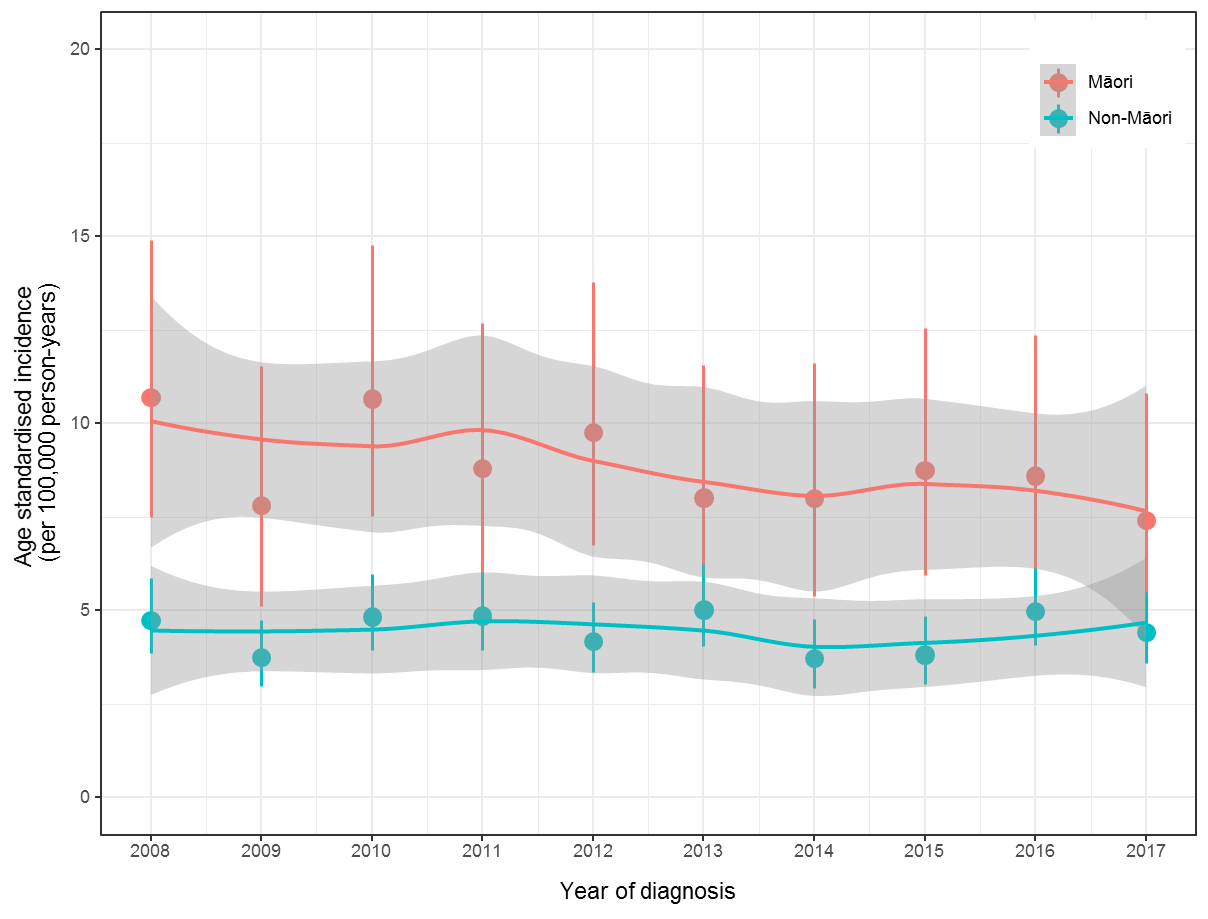 20
15
10
5
0
Māori
Non-Māori
Age standardised incidence
(per 100,000 person-years)
2008 2009 2010 2011 2012 2013 2014 2015 2016 2017
Year of diagnosis